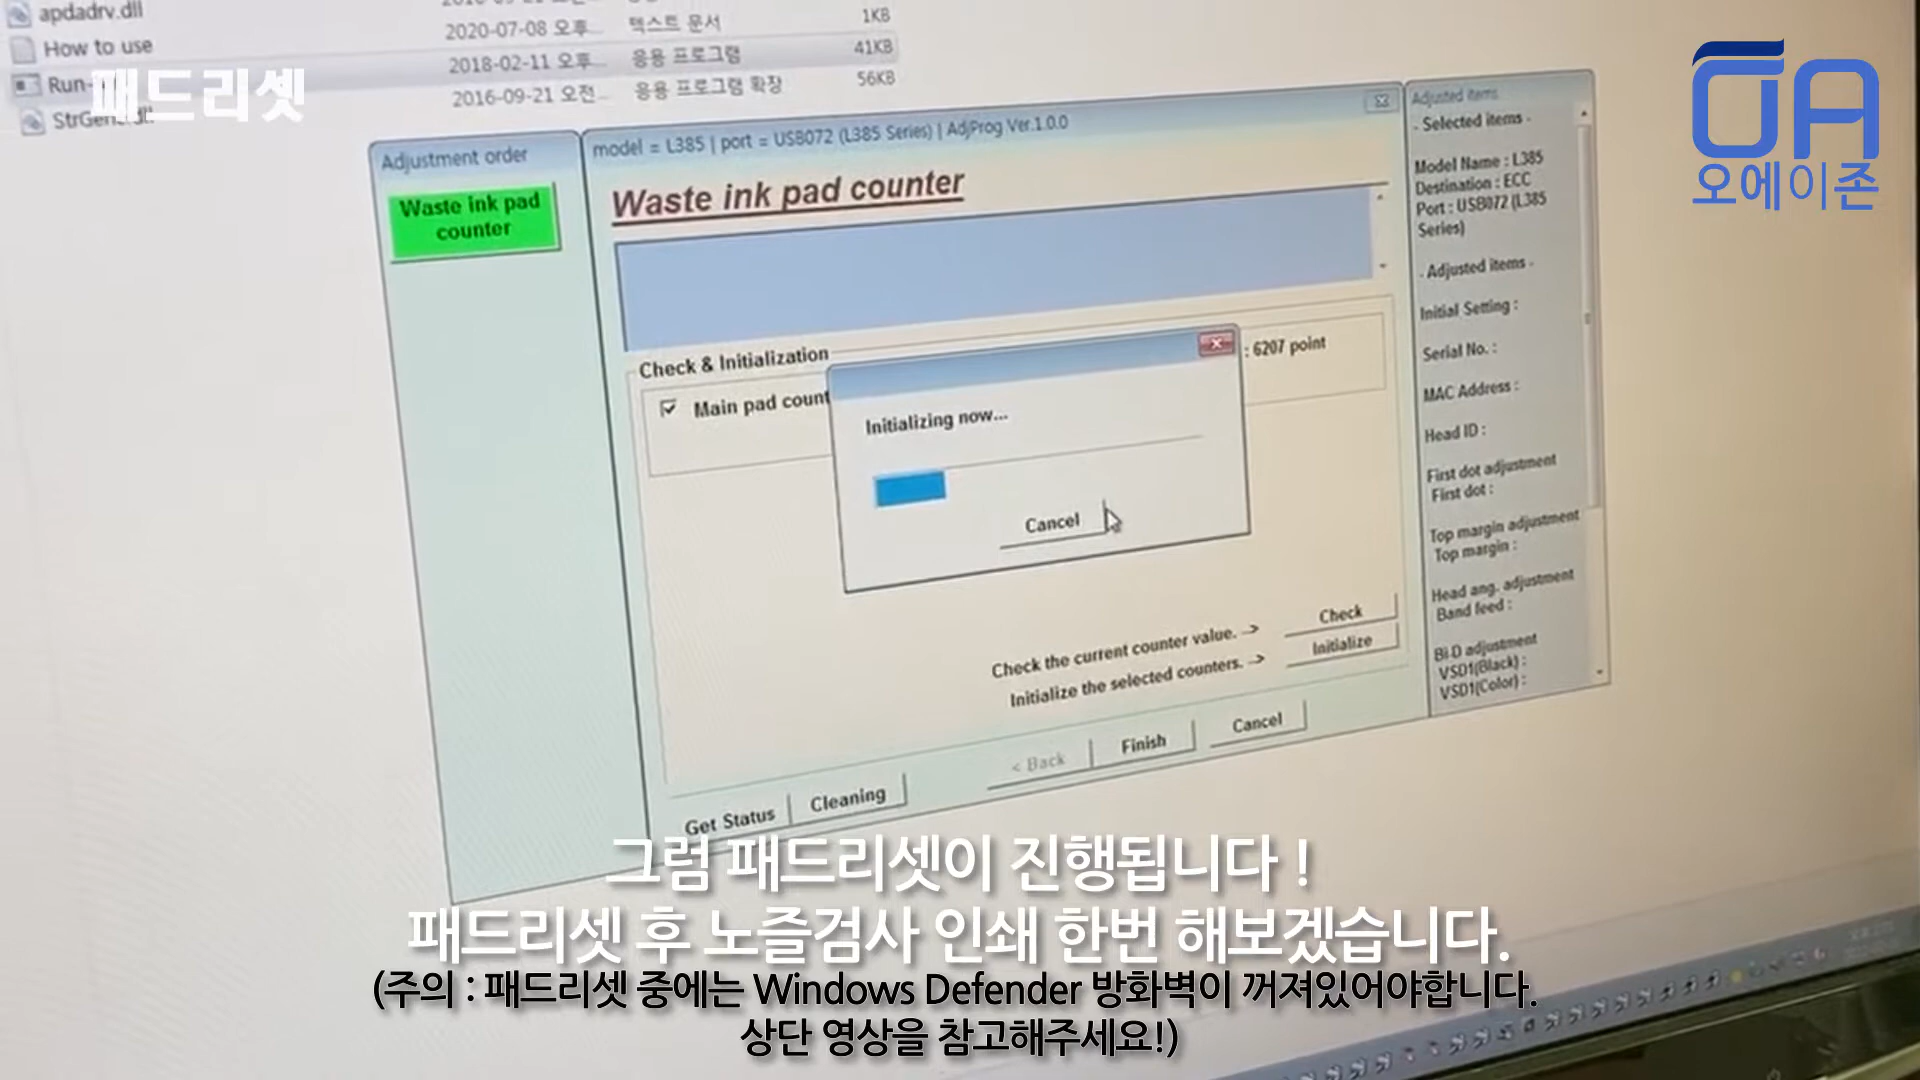 apdadrv.dll
How to use
2020-07-08 오후... 텍스트 문서 1KB
2018-02-11 오후... 응용 프로그램 41KB
Run-
2016-09-21 오전... 응용 프로그램 확장 56KB
패드리셋
오에이존
Adjustment order
Waste ink pad
counter
model = L385 | port = USB072 (L385 Series) | AdjProg Ver.1.0.0
Waste ink pad counter
Check & Initialization
Main pad count
: 6207 point
Initializing now...
Cancel
Check the current counter value. -> Check
Initialize the selected counters. -> Initialize
< Back
Finish
Cancel
Get Status
Cleaning
Adjusted items
- Selected items -
Model Name : L385
Destination : ECC
Port : USB072 (L385
Series)
- Adjusted items -
Initial Setting :
Serial No. :
MAC Address :
Head ID :
First dot adjustment
First dot :
Top margin adjustment
Top margin :
Head ang. adjustment
Band feed :
Bi-D adjustment
VSD1(Black) :
VSD1(Color) :
그럼 패드리셋이 진행됩니다 !
패드리셋 후 노즐검사 인쇄 한번 해보겠습니다.
(주의 : 패드리셋 중에는 Windows Defender 방화벽이 꺼져있어야합니다.
상단 영상을 참고해주세요!)